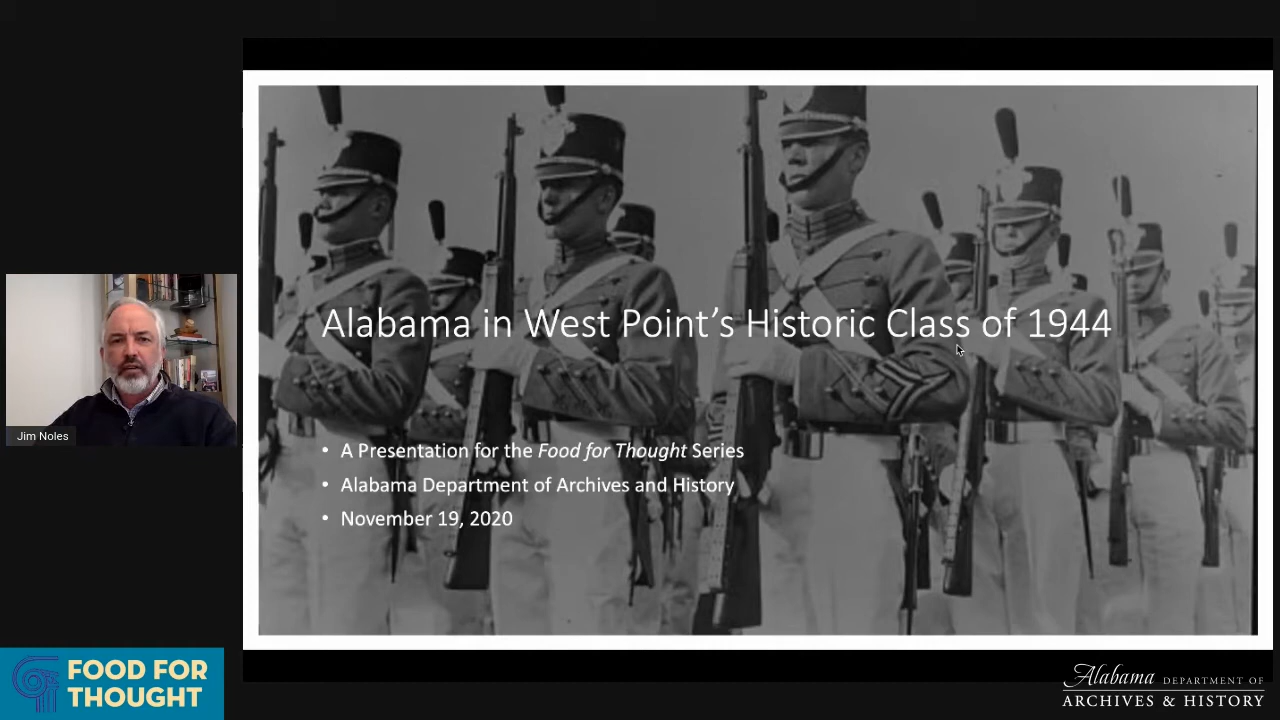 Alabama in West Point’s Historic Class of 1944
• A Presentation for the Food for Thought Series
• Alabama Department of Archives and History
• November 19, 2020
Jim Noles
FOOD FOR
THOUGHT
Alabama DEPARTMENT OF
ARCHIVES & HISTORY